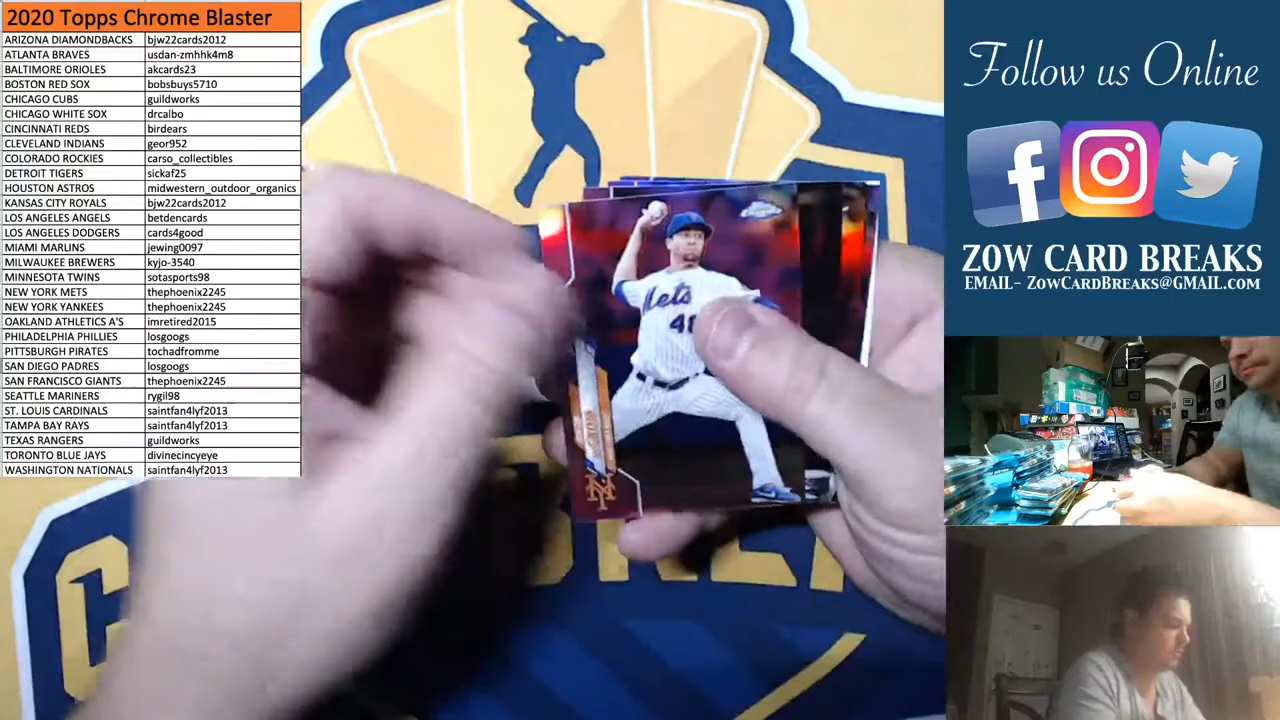 2020 Topps Chrome Blaster
ARIZONA DIAMONDBACKS bjw22cards2012
ATLANTA BRAVES usdan-zmhhk4m8
BALTIMORE ORIOLES akcards23
BOSTON RED SOX bobsbuys5710
CHICAGO CUBS guildworks
CHICAGO WHITE SOX drcalbo
CINCINNATI REDS birdears
CLEVELAND INDIANS geor952
COLORADO ROCKIES carso_collectibles
DETROIT TIGERS sickaf25
HOUSTON ASTROS midwestern_outdoor_organics
KANSAS CITY ROYALS bjw22cards2012
LOS ANGELES ANGELS betdencards
LOS ANGELES DODGERS cards4good
MIAMI MARLINS jewing0097
MILWAUKEE BREWERS kyjo-3540
MINNESOTA TWINS sotasports98
NEW YORK METS thephoenix2245
NEW YORK YANKEES thephoenix2245
OAKLAND ATHLETICS A'S imretired2015
PHILADELPHIA PHILLIES losgoogs
PITTSBURGH PIRATES tochadfromme
SAN DIEGO PADRES losgoogs
SAN FRANCISCO GIANTS thephoenix2245
SEATTLE MARINERS rygil98
ST. LOUIS CARDINALS saintfan4lyf2013
TAMPA BAY RAYS saintfan4lyf2013
TEXAS RANGERS guildworks
TORONTO BLUE JAYS divinecincyeye
WASHINGTON NATIONALS saintfan4lyf2013
Mets
NY
Follow us Online
f
ZOW CARD BREAKS
EMAIL- ZOWCARDBREAKS@GMAIL.COM